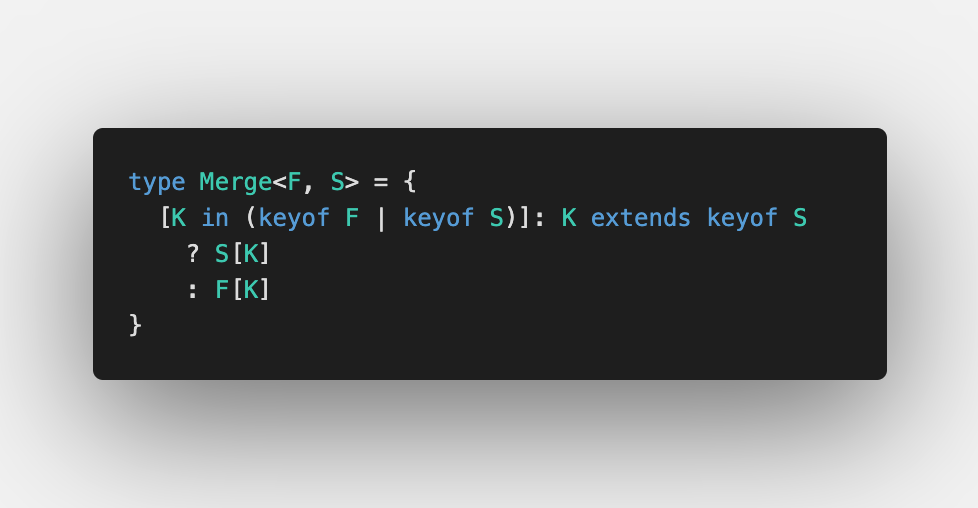 type Merge<F, S> = {
  [K in (keyof F | keyof S)]: K extends keyof S
    ? S[K]
    : F[K]
}